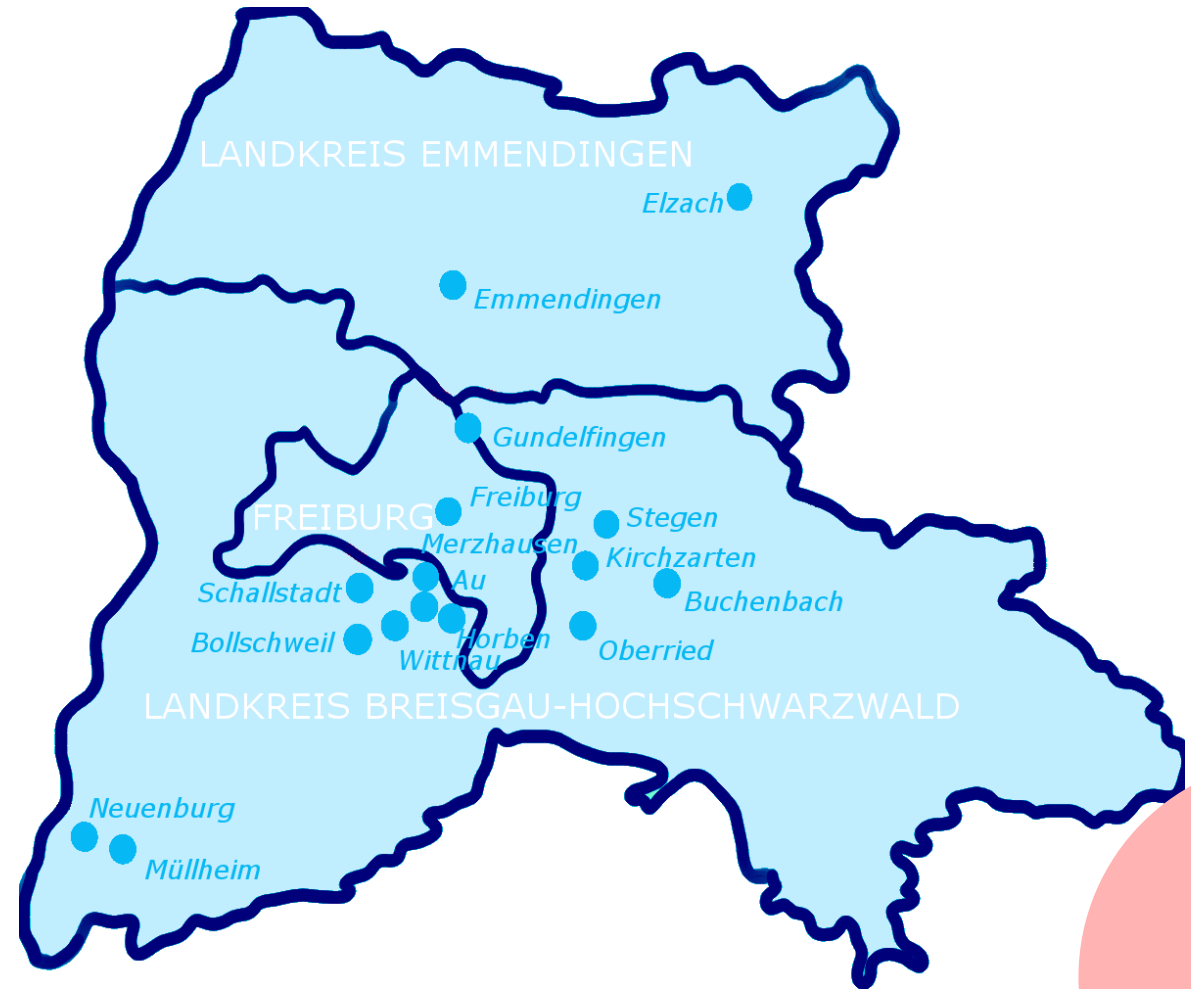 LANDKREIS EMMENDINGEN
Elzach
Emmendingen
Gundelfingen
Freiburg
FREIBURG
Stegen
Merzhausen
Kirchzarten
Au
Schallstadt
Buchenbach
Horben
Bollschweil
Oberried
Wittnau
LANDKREIS BREISGAU-HOCHSCHWARZWALD
Neuenburg
Müllheim